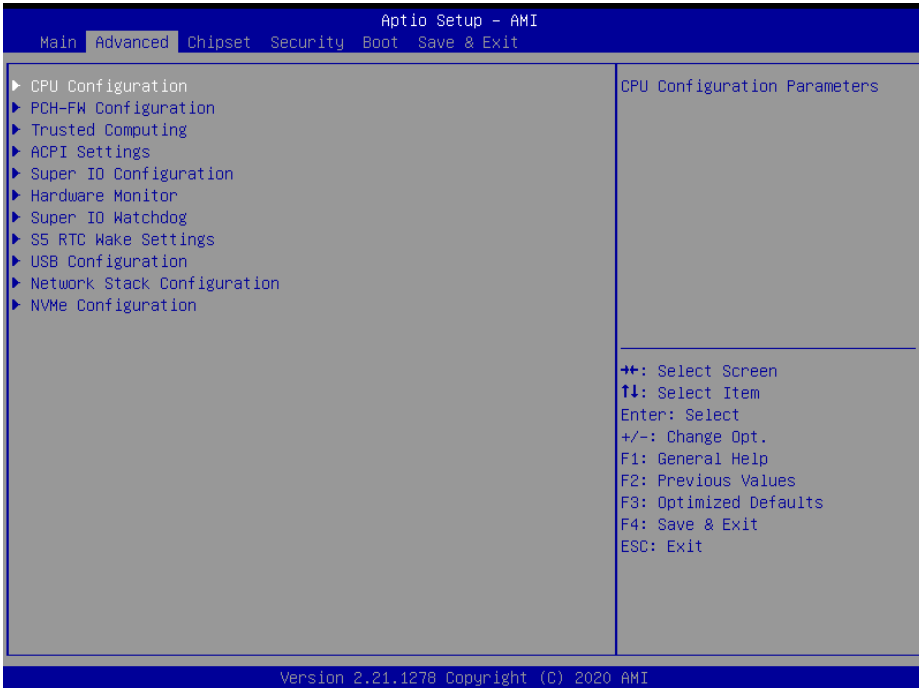 Aptio Setup – AMI
Main Advanced Chipset Security Boot Save & Exit
▶ CPU Configuration
▶ PCH-FW Configuration
▶ Trusted Computing
▶ ACPI Settings
▶ Super IO Configuration
▶ Hardware Monitor
▶ Super IO Watchdog
▶ S5 RTC Wake Settings
▶ USB Configuration
▶ Network Stack Configuration
▶ NVMe Configuration
CPU Configuration Parameters
→←: Select Screen
↑↓: Select Item
Enter: Select
+/-: Change Opt.
F1: General Help
F2: Previous Values
F3: Optimized Defaults
F4: Save & Exit
ESC: Exit
Version 2.21.1278 Copyright (C) 2020 AMI